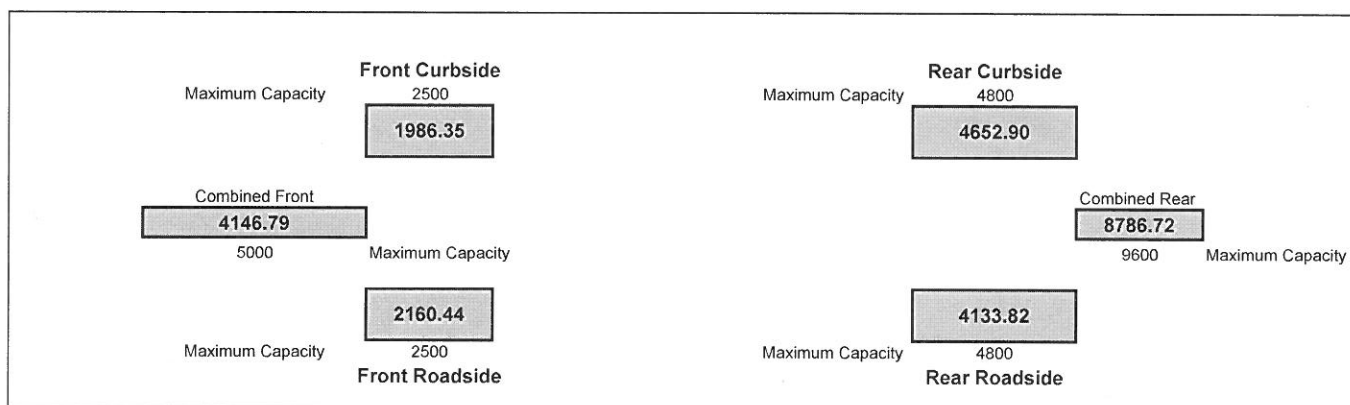 Front Curbside
Maximum Capacity 2500
1986.35
Combined Front
4146.79
5000 Maximum Capacity
2160.44
Maximum Capacity 2500
Front Roadside
Rear Curbside
Maximum Capacity 4800
4652.90
Combined Rear
8786.72
9600 Maximum Capacity
4133.82
Maximum Capacity 4800
Rear Roadside